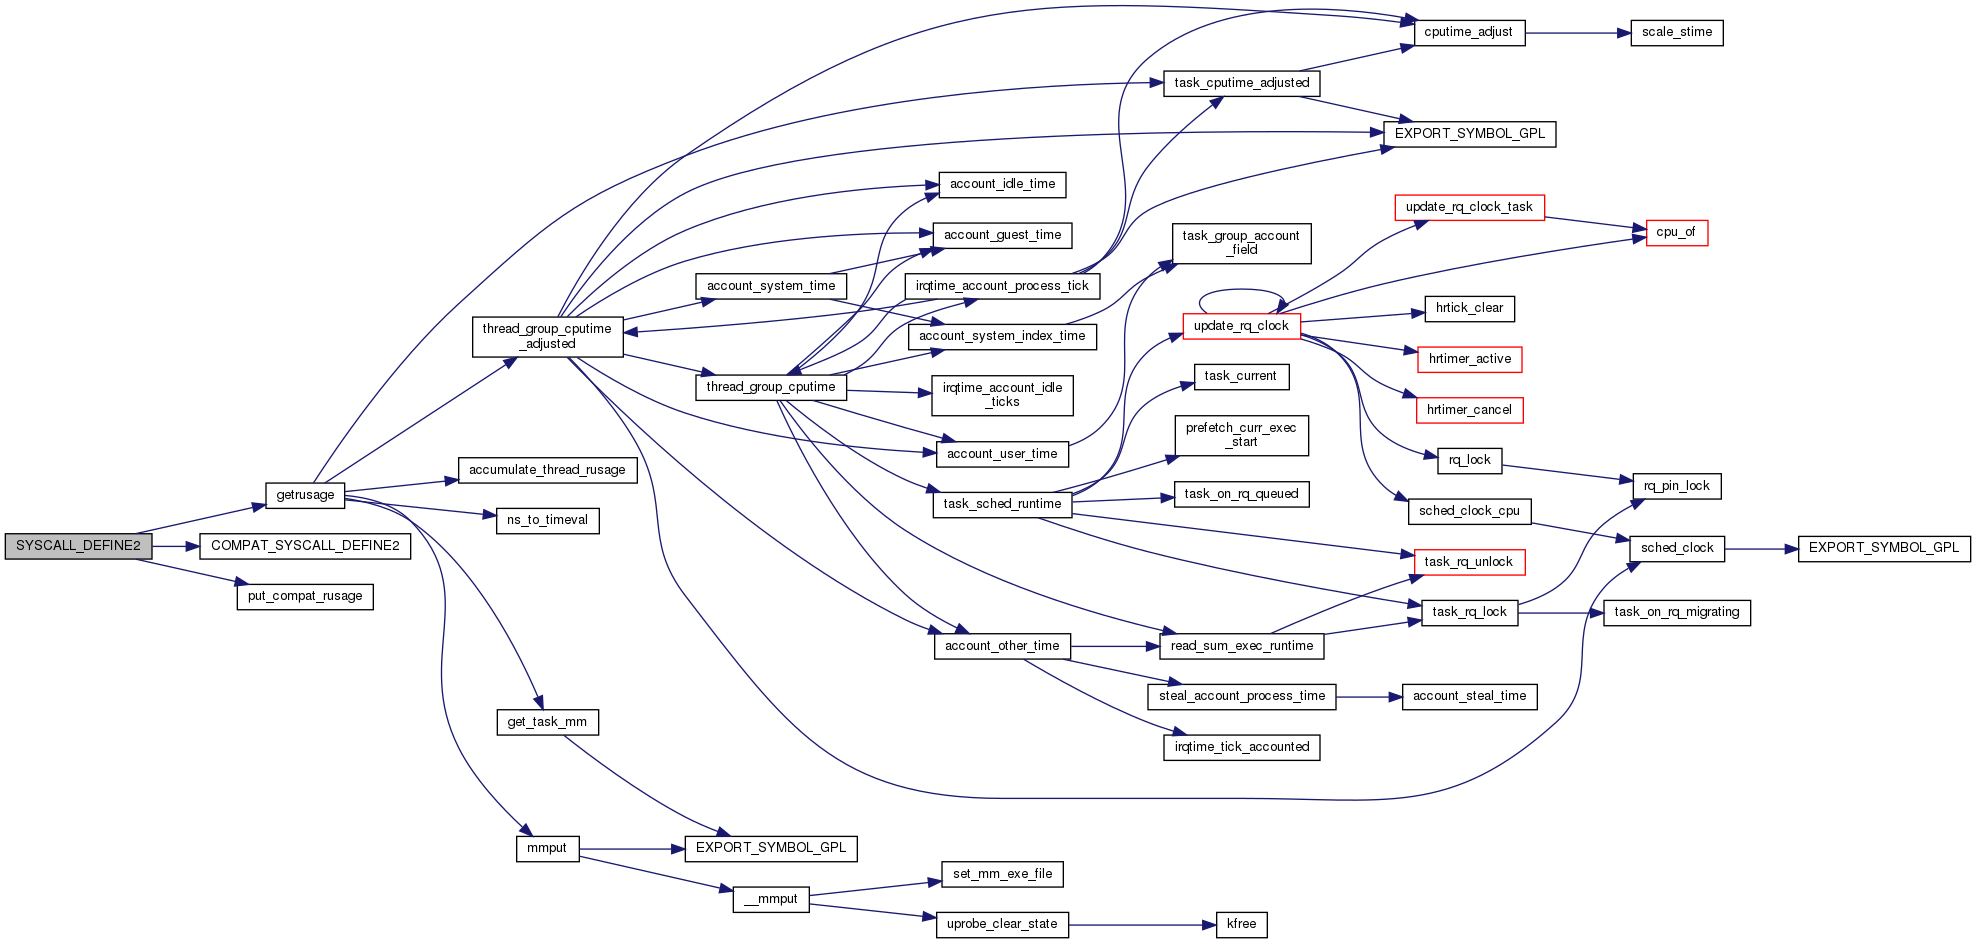 cputime_adjust
scale_stime
task_cputime_adjusted
EXPORT_SYMBOL_GPL
account_idle_time
update_rq_clock_task
account_guest_time
task_group_account
_field
cpu_of
account_system_time
irqtime_account_process_tick
hrtick_clear
thread_group_cputime
_adjusted
account_system_index_time
update_rq_clock
hrtimer_active
thread_group_cputime
irqtime_account_idle
_ticks
task_current
hrtimer_cancel
prefetch_curr_exec
_start
account_user_time
rq_lock
accumulate_thread_rusage
rq_pin_lock
getrusage
task_sched_runtime
task_on_rq_queued
sched_clock_cpu
ns_to_timeval
SYSCALL_DEFINE2
COMPAT_SYSCALL_DEFINE2
sched_clock
EXPORT_SYMBOL_GPL
task_rq_unlock
put_compat_rusage
task_rq_lock
task_on_rq_migrating
account_other_time
read_sum_exec_runtime
steal_account_process_time
account_steal_time
get_task_mm
irqtime_tick_accounted
mmput
EXPORT_SYMBOL_GPL
set_mm_exe_file
__mmput
uprobe_clear_state
kfree